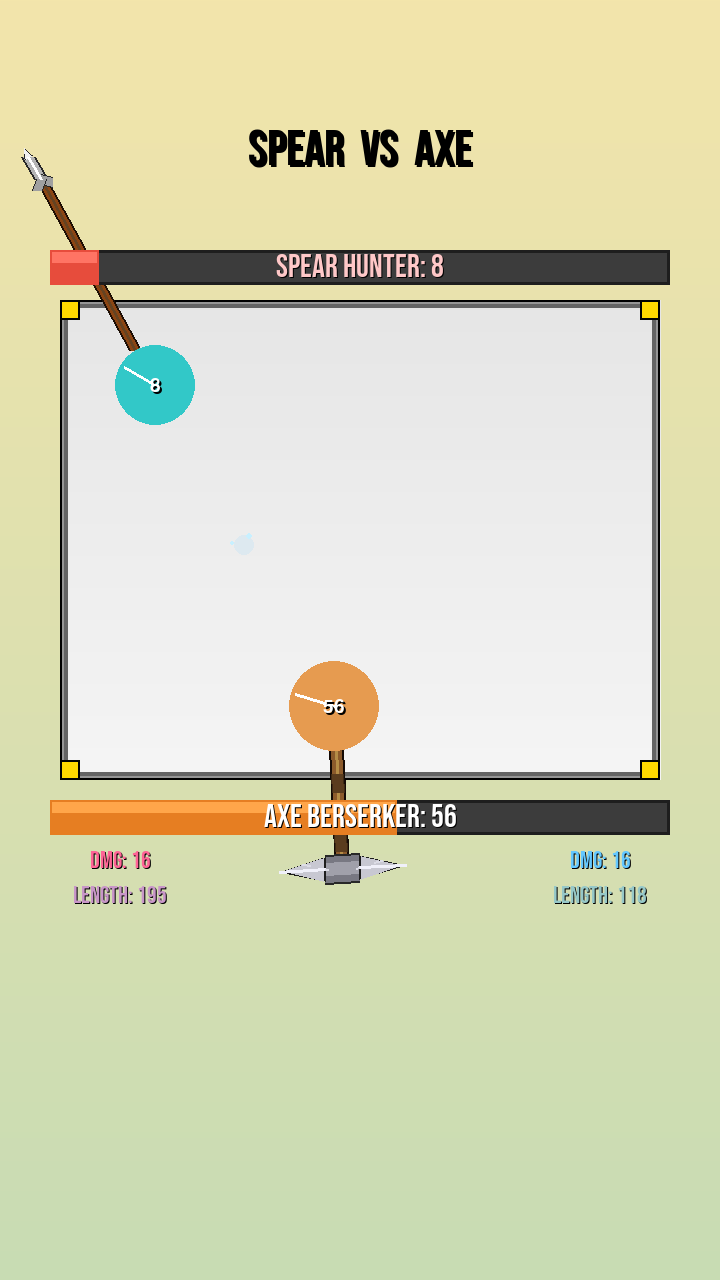 SPEAR VS AXE
SPEAR HUNTER: 8
8
56
AXE BERSERKER: 56
DMG: 16
DMG: 16
LENGTH: 195
LENGTH: 118